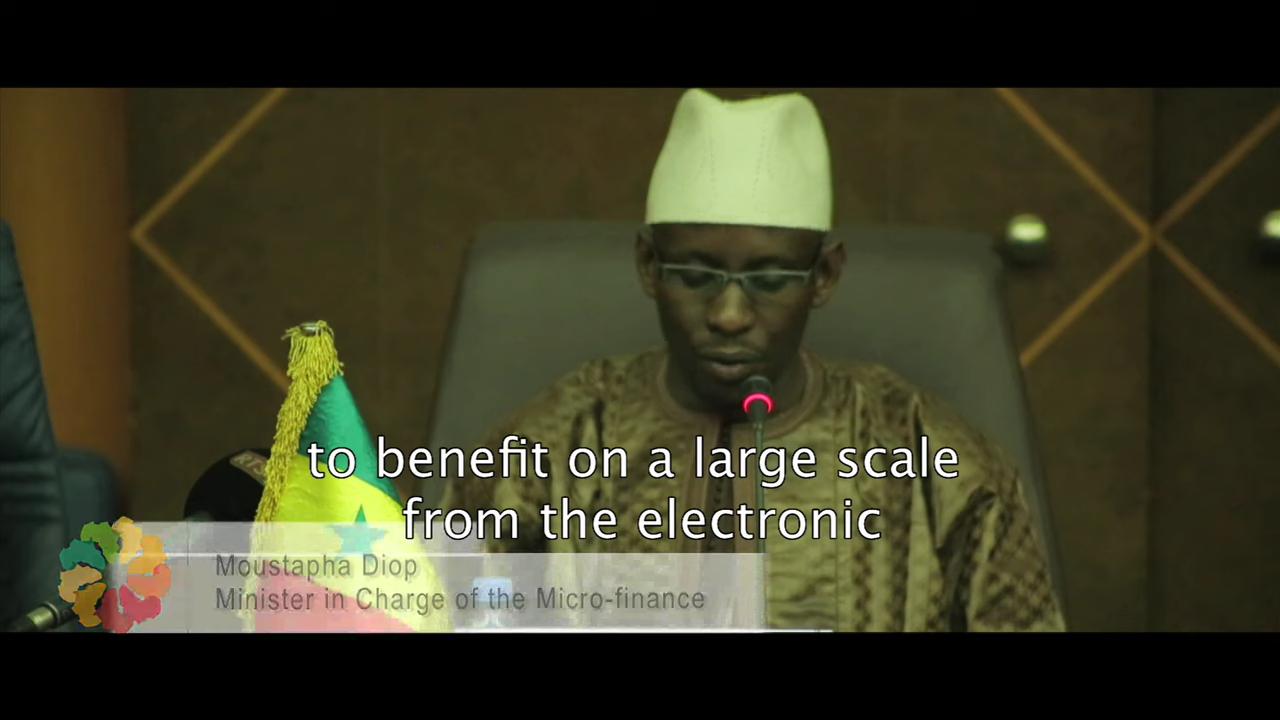 to benefit on a large scale
from the electronic
Moustapha Diop
Minister in Charge of the Micro-finance